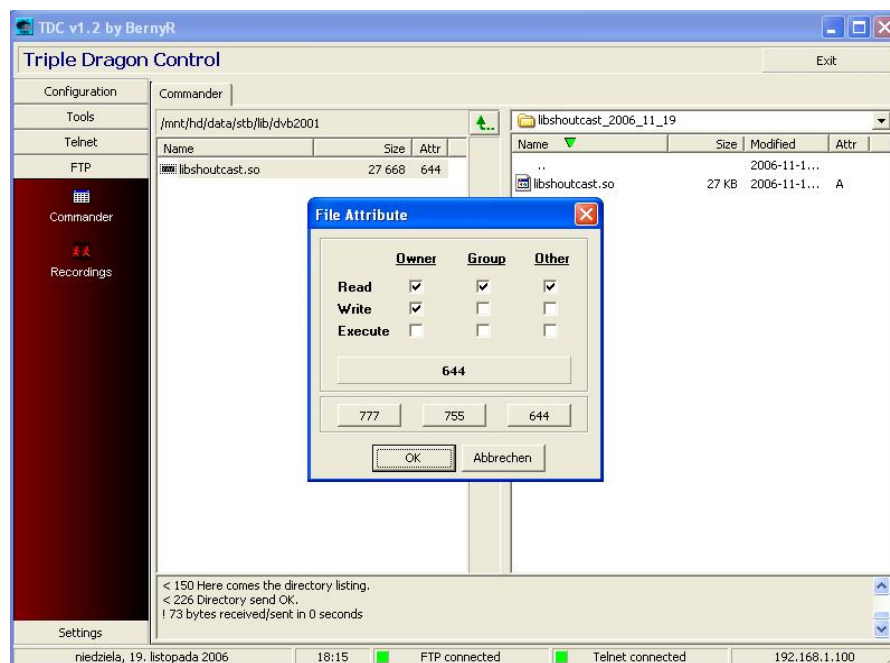 TDC v1.2 by BernyR
Triple Dragon Control
Exit
Configuration
Tools
Telnet
FTP
Commander
Recordings
Settings
Commander
/mnt/hd/data/stb/lib/dvb2001
Name Size Attr
libshoutcast.so 27 668 644
libshoutcast_2006_11_19
Name Size Modified Attr
.. 2006-11-1...
libshoutcast.so 27 KB 2006-11-1... A
File Attribute
Owner Group Other
Read
Write
Execute
644
777 755 644
OK Abbrechen
< 150 Here comes the directory listing.
< 226 Directory send OK.
! 73 bytes received/sent in 0 seconds
niedziela, 19. listopada 2006 18:15 FTP connected Telnet connected 192.168.1.100